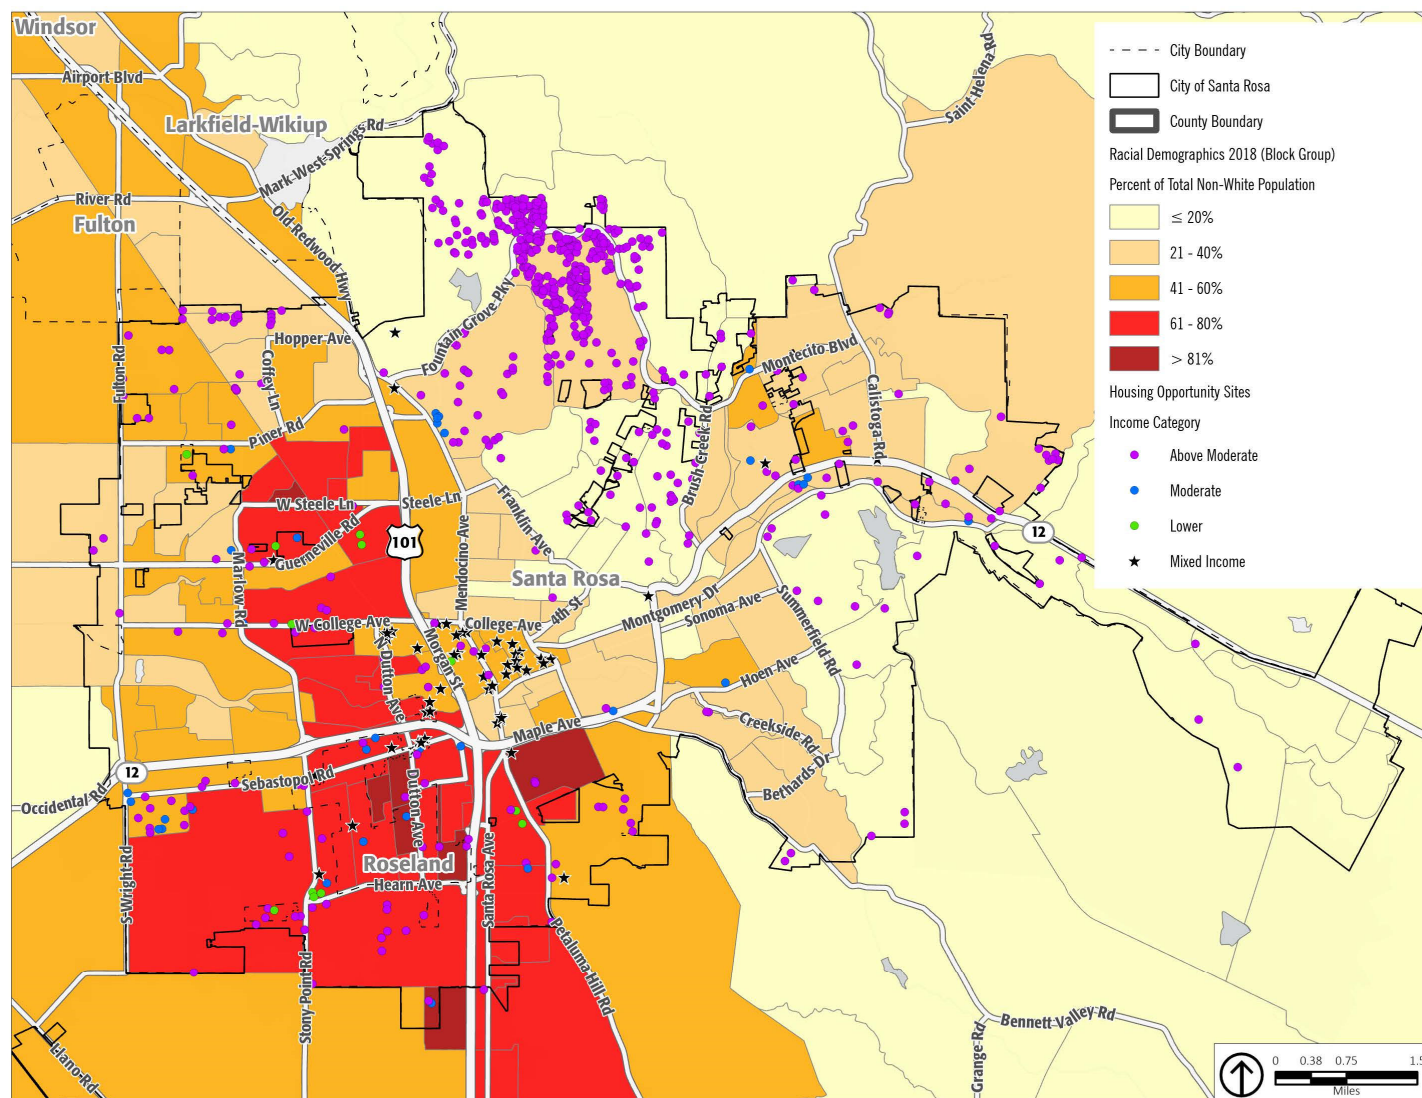 Windsor
Airport Blvd
Larkfield-Wikiup
Mark West Springs Rd
River Rd
Fulton
Old Redwood Hwy
Saint Helena Rd
Hopper Ave
Fountain Grove Pky
Fulton Rd
Coffey Ln
Piner Rd
Montecito Blvd
Calistoga Rd
Brush Creek Rd
W Steele Ln
Steele Ln
Franklin Ave
Guerneville Rd
101
Mendocino Ave
12
Marlow Rd
Santa Rosa
4th St
Montgomery Dr
Sonoma Ave
Summerfield Rd
W College Ave
College Ave
N Dutton Ave
Morgan St
Hoen Ave
Maple Ave
Creekside Rd
Bethards Dr
12
Sebastopol Rd
Occidental Rd
Dutton Ave
S Wright Rd
Roseland
Hearn Ave
Santa Rosa Ave
Stony Point Rd
Petaluma Hill Rd
Llano Rd
Bennett Valley Rd
Grange Rd
City Boundary
City of Santa Rosa
County Boundary
Racial Demographics 2018 (Block Group)
Percent of Total Non-White Population
≤ 20%
21 - 40%
41 - 60%
61 - 80%
> 81%
Housing Opportunity Sites
Income Category
Above Moderate
Moderate
Lower
Mixed Income
0 0.38 0.75 1.5
Miles